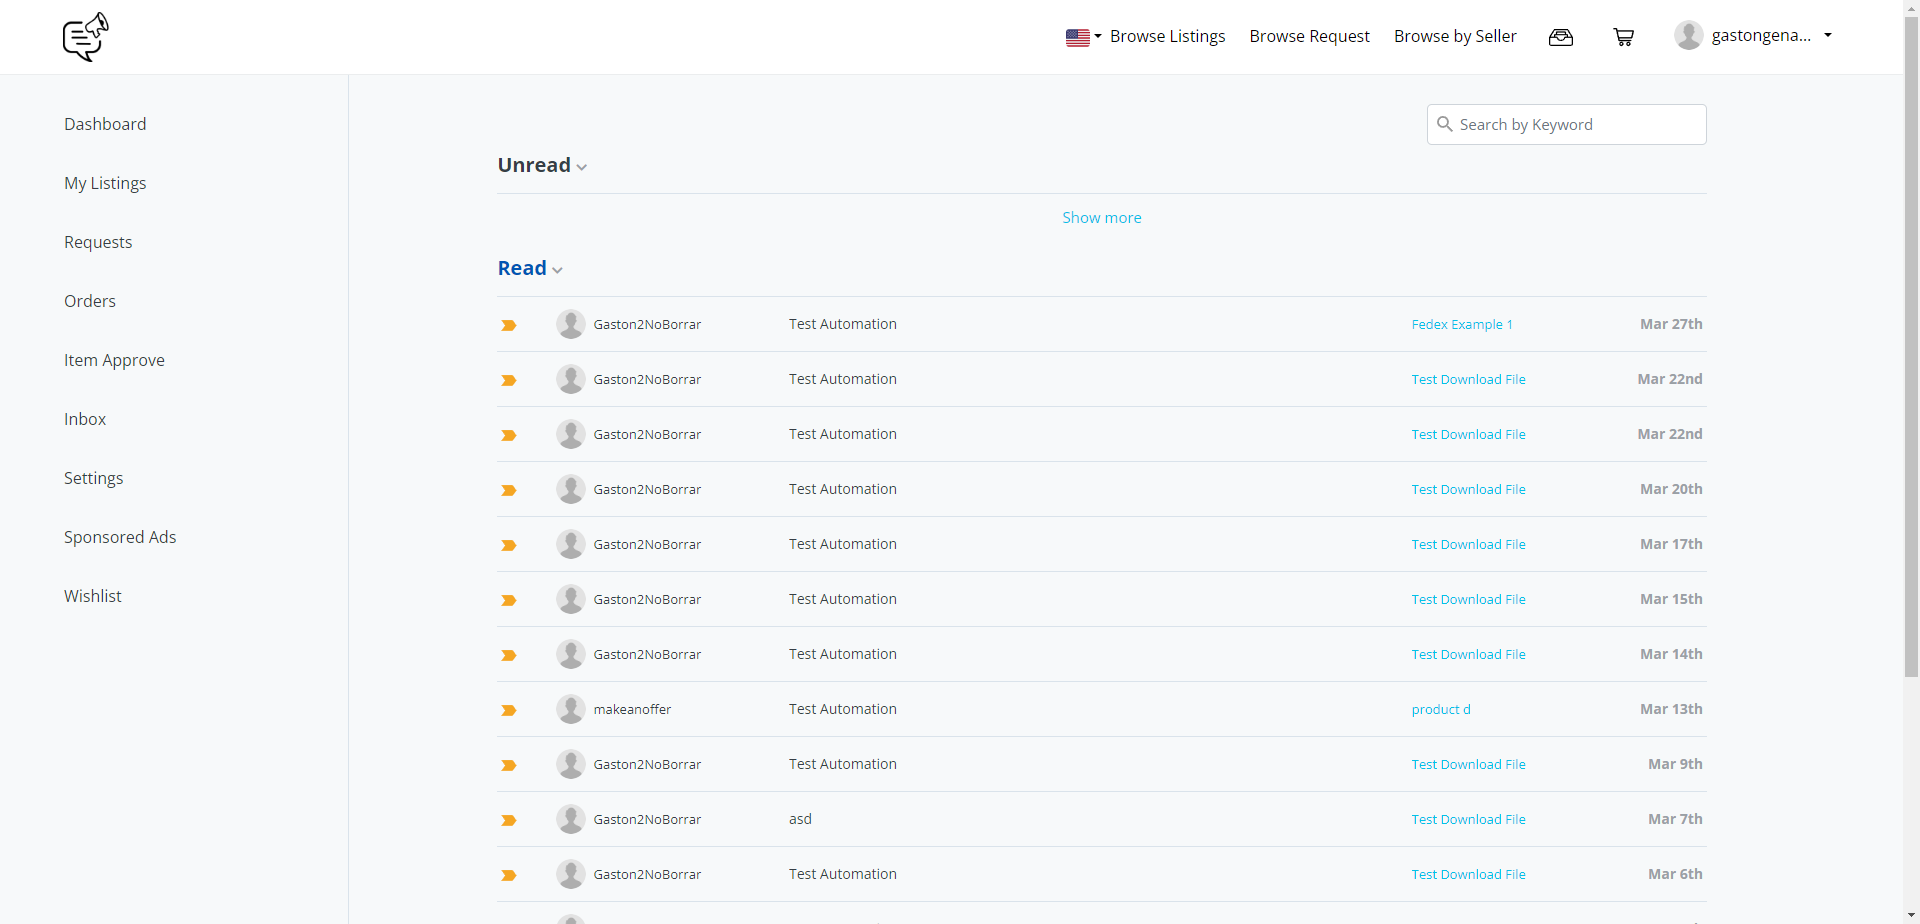 Browse Listings Browse Request Browse by Seller gastongena...
Dashboard
My Listings
Requests
Orders
Item Approve
Inbox
Settings
Sponsored Ads
Wishlist
Search by Keyword
Unread
Show more
Read
Gaston2NoBorrar Test Automation Fedex Example 1 Mar 27th
Gaston2NoBorrar Test Automation Test Download File Mar 22nd
Gaston2NoBorrar Test Automation Test Download File Mar 22nd
Gaston2NoBorrar Test Automation Test Download File Mar 20th
Gaston2NoBorrar Test Automation Test Download File Mar 17th
Gaston2NoBorrar Test Automation Test Download File Mar 15th
Gaston2NoBorrar Test Automation Test Download File Mar 14th
makeanoffer Test Automation product d Mar 13th
Gaston2NoBorrar Test Automation Test Download File Mar 9th
Gaston2NoBorrar asd Test Download File Mar 7th
Gaston2NoBorrar Test Automation Test Download File Mar 6th